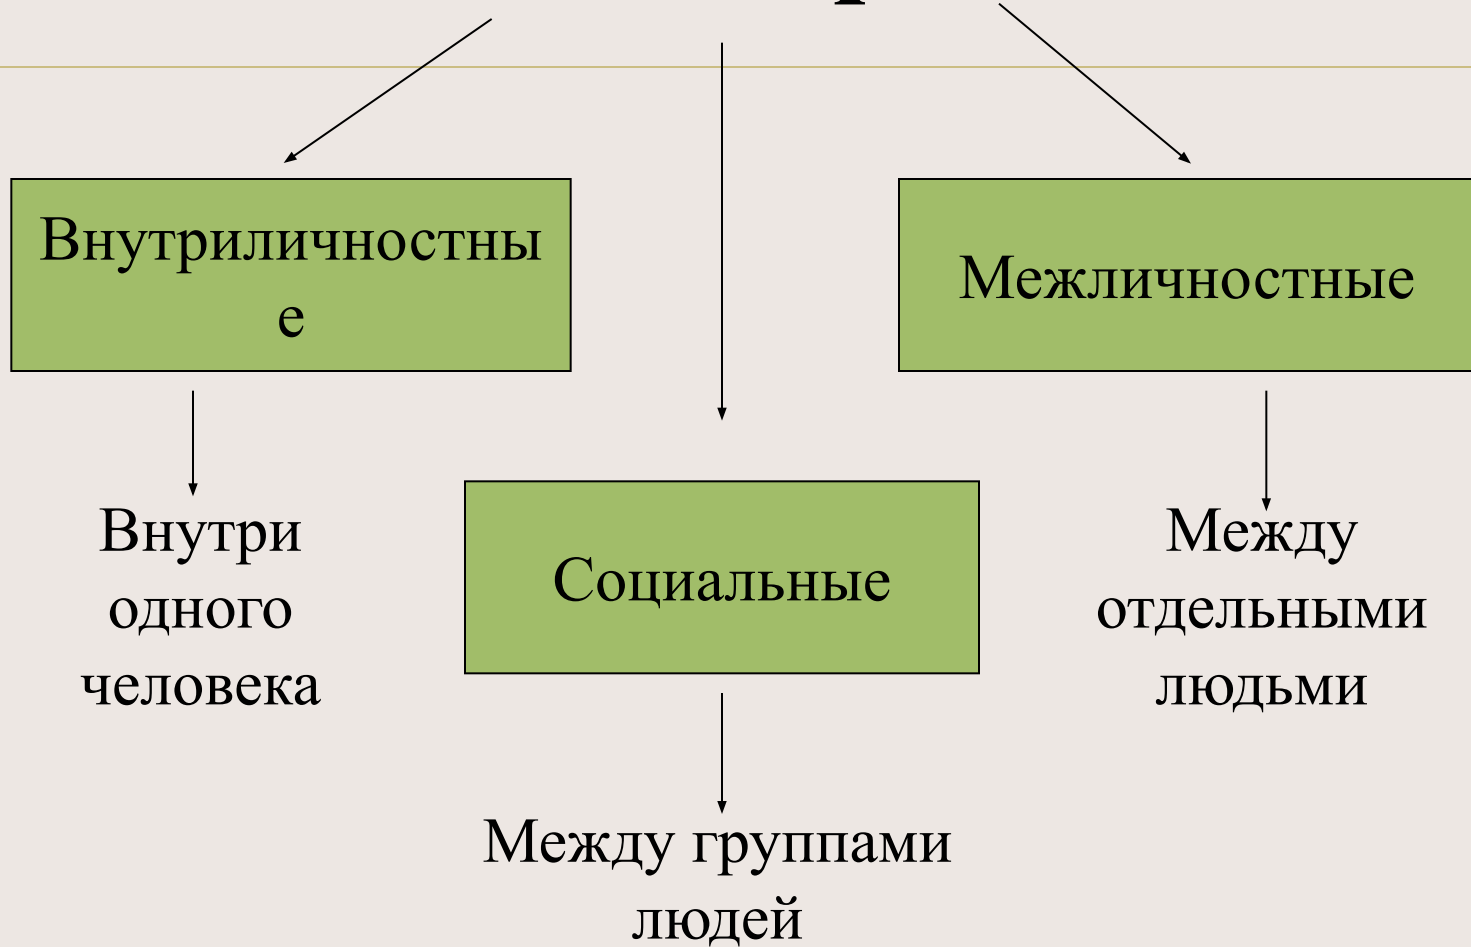 Внутриличностны
е
Межличностные
Внутри
одного
человека
Социальные
Между
отдельными
людьми
Между группами
людей